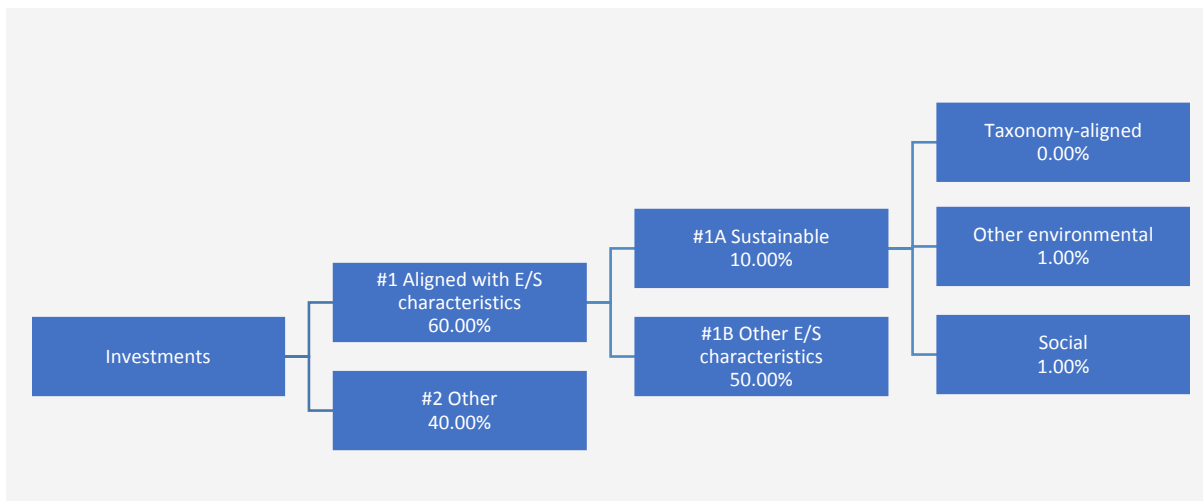 Investments
#1 Aligned with E/S
characteristics
60.00%
#2 Other
40.00%
#1A Sustainable
10.00%
#1B Other E/S
characteristics
50.00%
Taxonomy-aligned
0.00%
Other environmental
1.00%
Social
1.00%